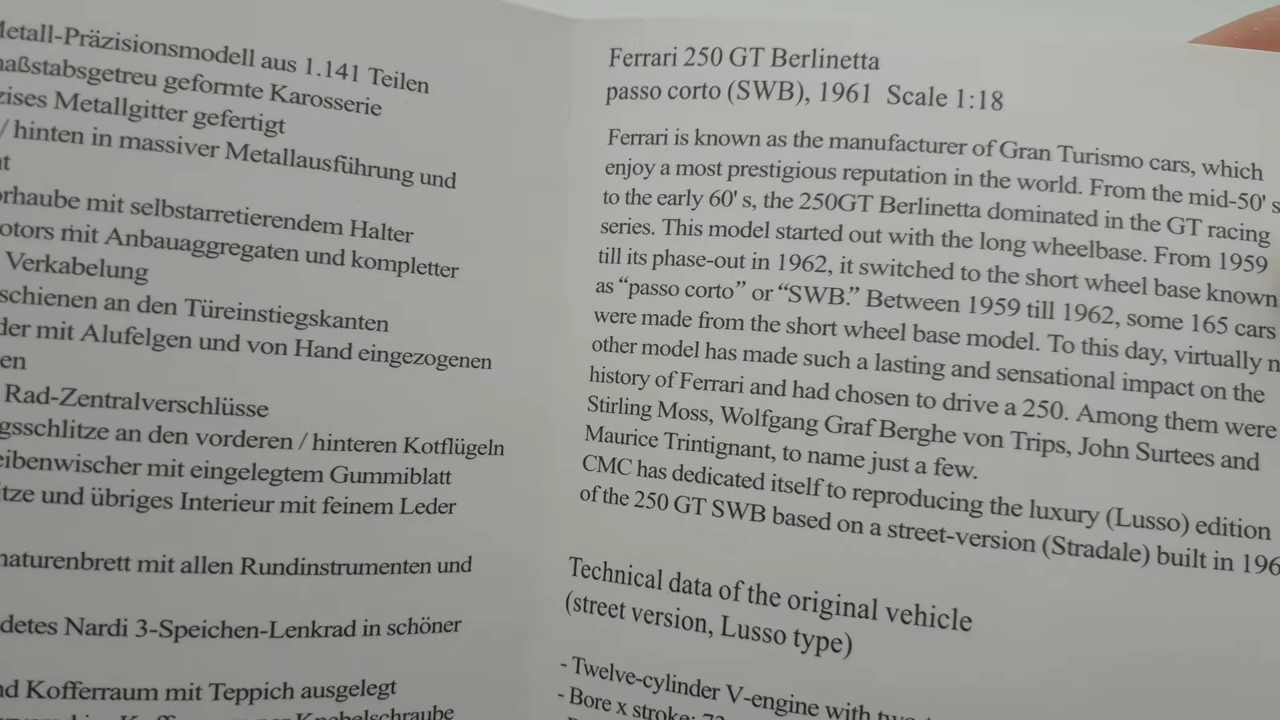 Metall-Präzisionsmodell aus 1.141 Teilen
maßstabsgetreu geformte Karosserie
Metallgitter gefertigt
/ hinten in massiver Metallausführung und
mit selbstarretierendem Halter
mit Anbauaggregaten und kompletter
Verkabelung
an den Türeinstiegskanten
mit Alufelgen und von Hand eingezogenen
Rad-Zentralverschlüsse
an den vorderen / hinteren Kotflügeln
mit eingelegtem Gummiblatt
und übriges Interieur mit feinem Leder
mit allen Rundinstrumenten und
Nardi 3-Speichen-Lenkrad in schöner
Kofferraum mit Teppich ausgelegt
Ferrari 250 GT Berlinetta
passo corto (SWB), 1961 Scale 1:18
Ferrari is known as the manufacturer of Gran Turismo cars, which
enjoy a most prestigious reputation in the world. From the mid-50' s
to the early 60' s, the 250GT Berlinetta dominated in the GT racing
series. This model started out with the long wheelbase. From 1959
till its phase-out in 1962, it switched to the short wheel base known
as “passo corto” or “SWB.” Between 1959 till 1962, some 165 cars
were made from the short wheel base model. To this day, virtually
other model has made such a lasting and sensational impact on the
history of Ferrari and had chosen to drive a 250. Among them were
Stirling Moss, Wolfgang Graf Berghe von Trips, John Surtees and
Maurice Trintignant, to name just a few.
CMC has dedicated itself to reproducing the luxury (Lusso) edition
of the 250 GT SWB based on a street-version (Stradale) built in
Technical data of the original vehicle
(street version, Lusso type)
- Twelve-cylinder V-engine with
- Bore x stroke: